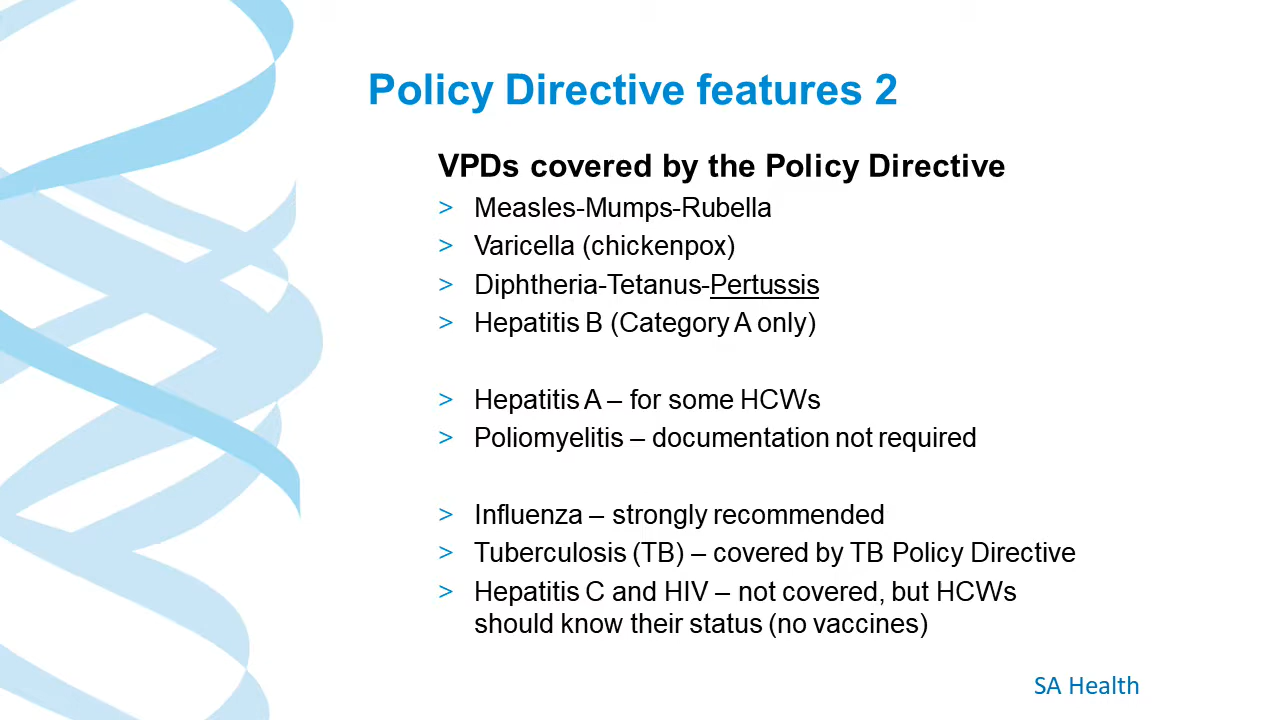 Policy Directive features 2
VPDs covered by the Policy Directive
> Measles-Mumps-Rubella
> Varicella (chickenpox)
> Diphtheria-Tetanus-Pertussis
> Hepatitis B (Category A only)
> Hepatitis A – for some HCWs
> Poliomyelitis – documentation not required
> Influenza – strongly recommended
> Tuberculosis (TB) – covered by TB Policy Directive
> Hepatitis C and HIV – not covered, but HCWs
should know their status (no vaccines)
SA Health